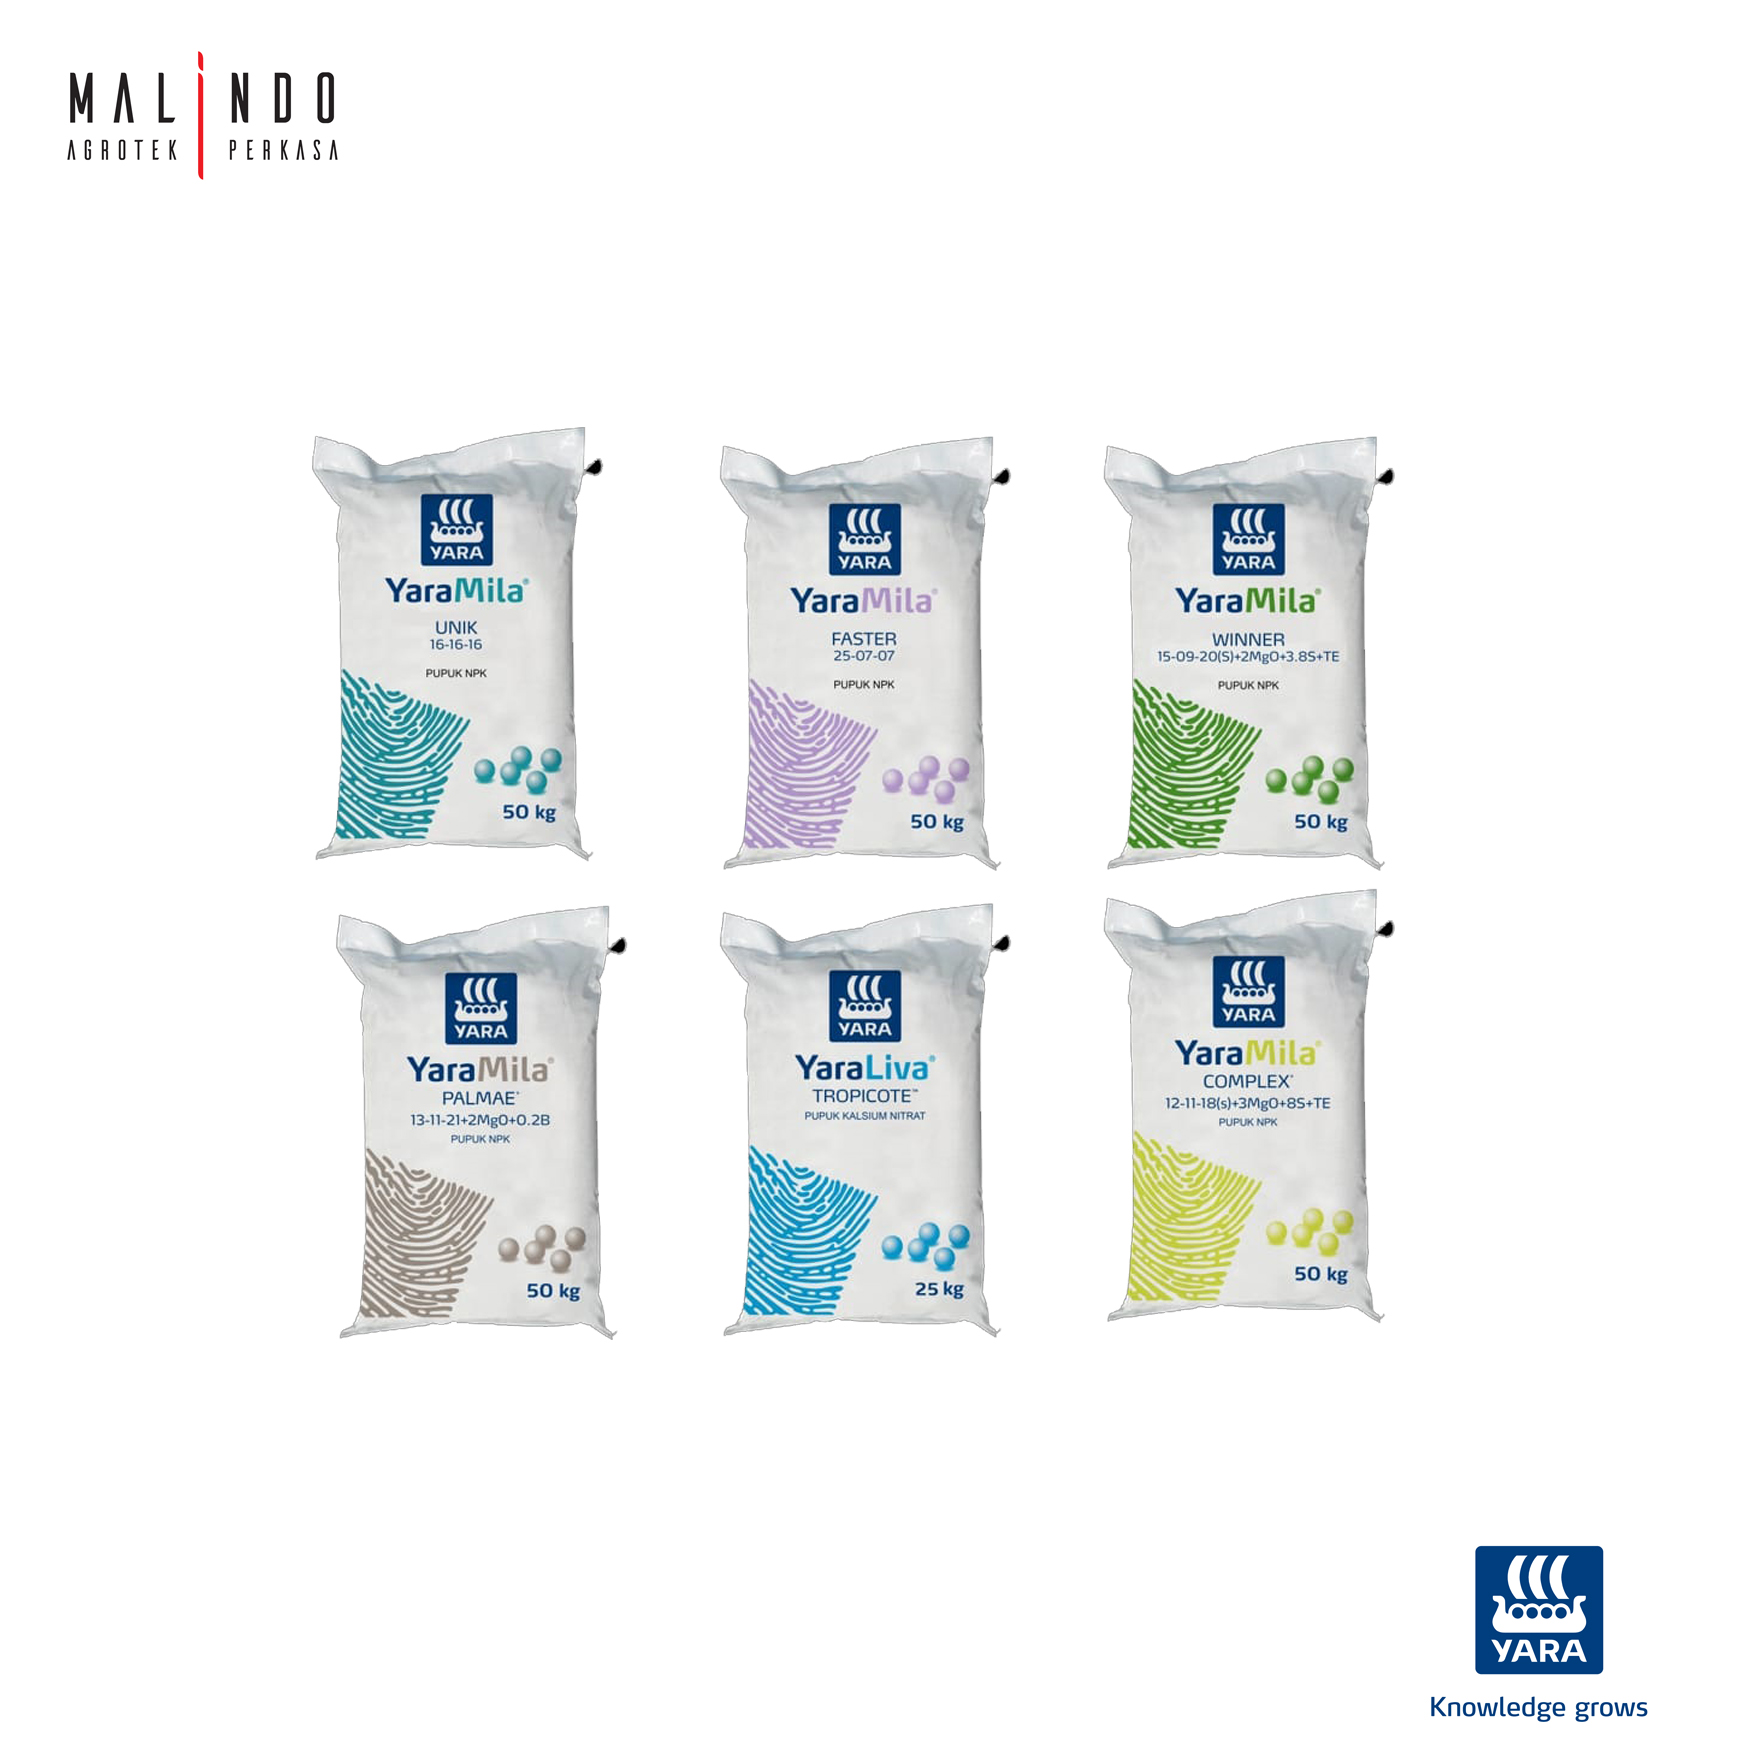 MALINDO
AGROTEK PERKASA
YARA
YaraMila®
UNIK
16-16-16
PUPUK NPK
50 kg
YARA
YaraMila®
FASTER
25-07-07
PUPUK NPK
50 kg
YARA
YaraMila®
WINNER
15-09-20(S)+2MgO+3.8S+TE
PUPUK NPK
50 kg
YARA
YaraMila®
PALMAE®
13-11-21+2MgO+0.2B
PUPUK NPK
50 kg
YARA
YaraLiva®
TROPICOTE™
PUPUK KALSIUM NITRAT
25 kg
YARA
YaraMila®
COMPLEX®
12-11-18(s)+3MgO+8S+TE
PUPUK NPK
50 kg
YARA
Knowledge grows